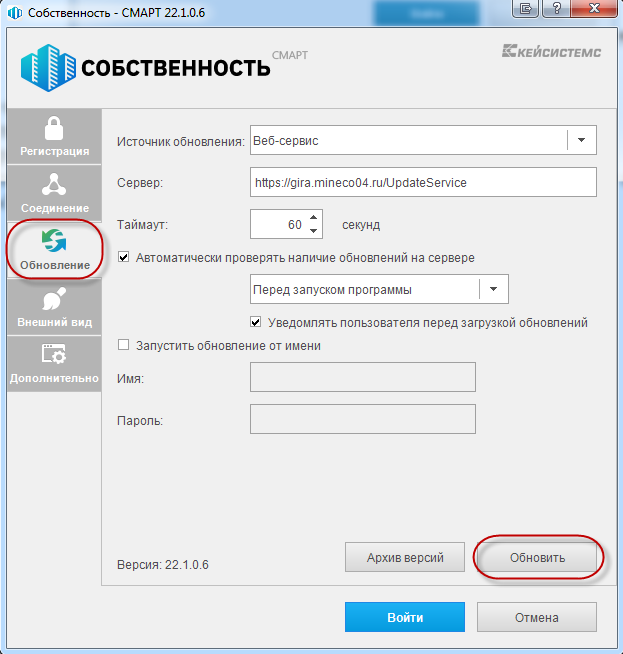 Собственность - СМАРТ 22.1.0.6
?
СОБСТВЕННОСТЬ СМАРТ
КЕЙСИСТЕМС
Регистрация
Соединение
Обновление
Внешний вид
Дополнительно
Источник обновления: Веб-сервис
Сервер: https://gira.mineco04.ru/UpdateService
Таймаут: 60 секунд
Автоматически проверять наличие обновлений на сервере
Перед запуском программы
Уведомлять пользователя перед загрузкой обновлений
Запустить обновление от имени
Имя:
Пароль:
Версия: 22.1.0.6
Архив версий
Обновить
Войти
Отмена